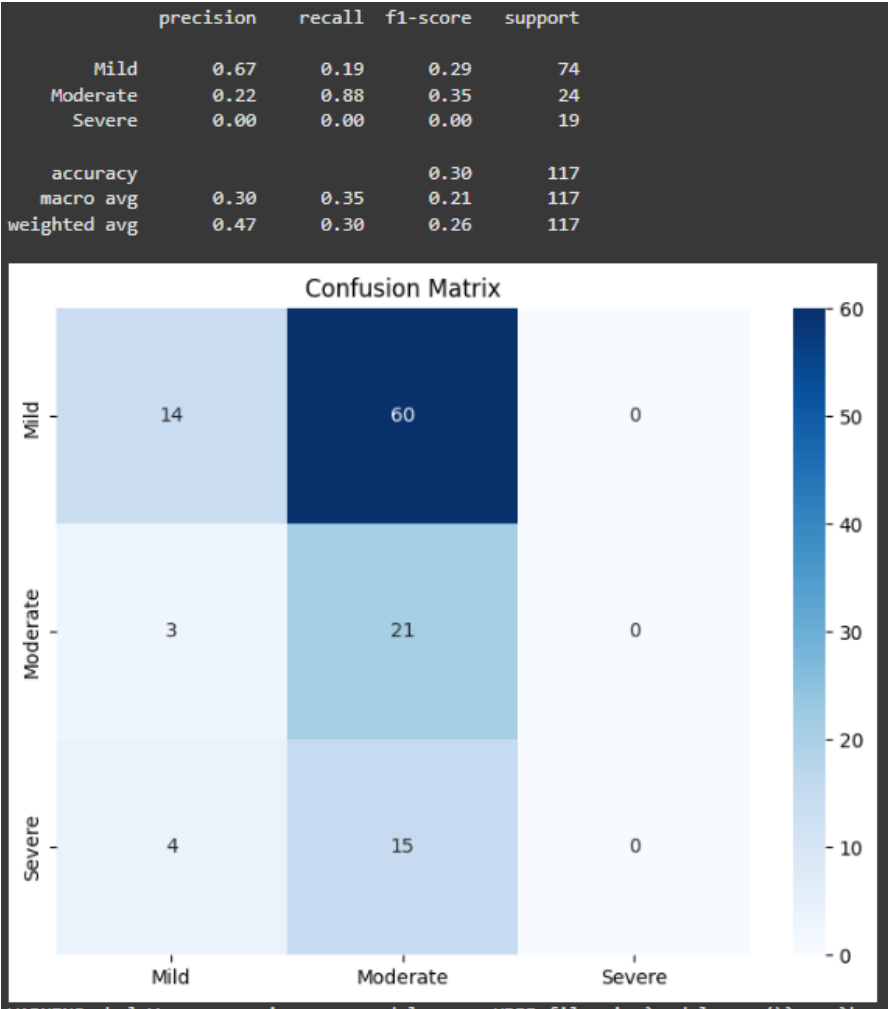 precision recall f1-score support
Mild 0.67 0.19 0.29 74
Moderate 0.22 0.88 0.35 24
Severe 0.00 0.00 0.00 19
accuracy 0.30 117
macro avg 0.30 0.35 0.21 117
weighted avg 0.47 0.30 0.26 117
Confusion Matrix
60
50
40
30
20
10
0
Mild
14 60 0
Moderate
3 21 0
Severe
4 15 0
Mild Moderate Severe